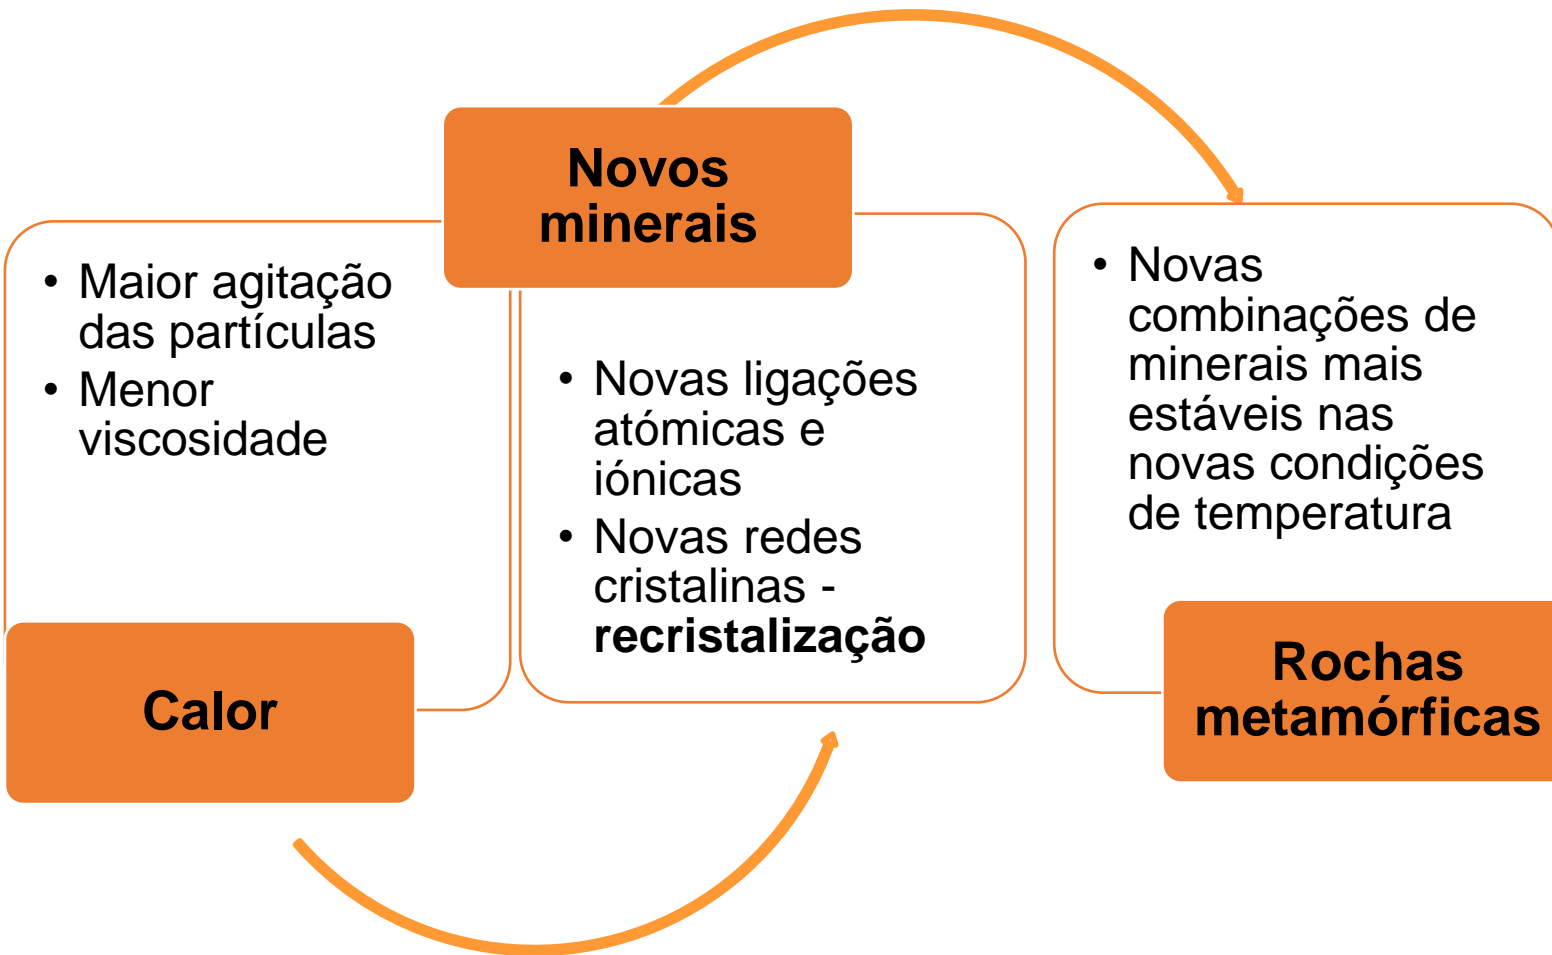 • Maior agitação
das partículas
• Menor
viscosidade
Calor
Novos
minerais
• Novas ligações
atómicas e
iónicas
• Novas redes
cristalinas -
recristalização
• Novas
combinações de
minerais mais
estáveis nas
novas condições
de temperatura
Rochas
metamórficas